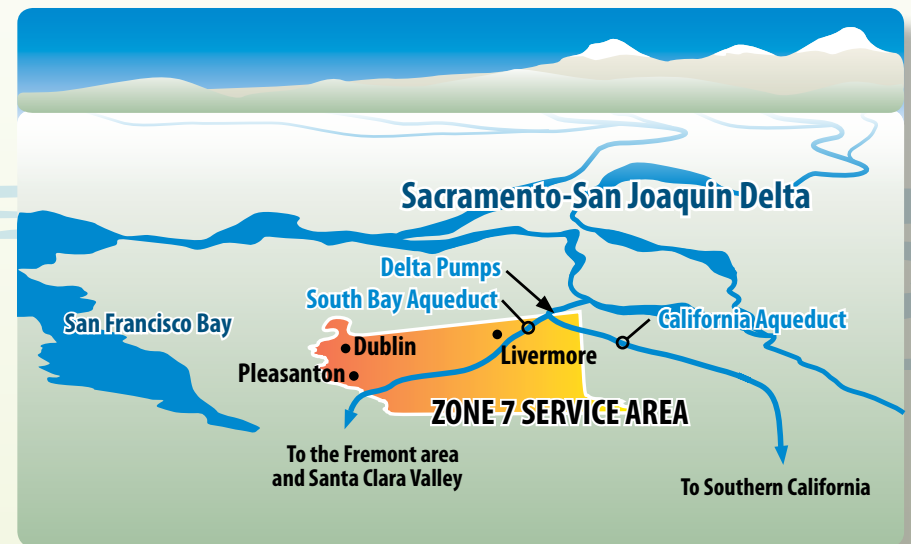 Sacramento-San Joaquin Delta
Delta Pumps
South Bay Aqueduct
San Francisco Bay
California Aqueduct
Dublin
Livermore
Pleasanton
ZONE 7 SERVICE AREA
To the Fremont area
and Santa Clara Valley
To Southern California